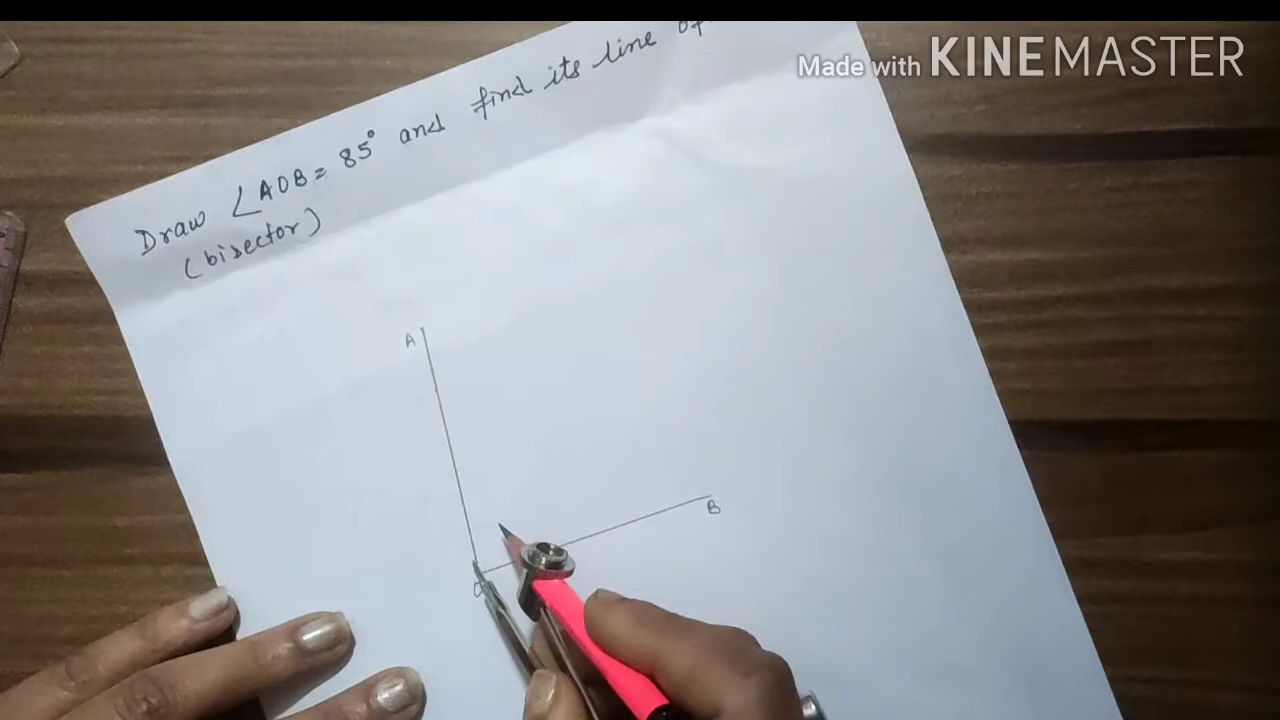 Made with KINEMASTER
Draw ∠AOB = 85° and find its line of
(bisector)
A
B
O